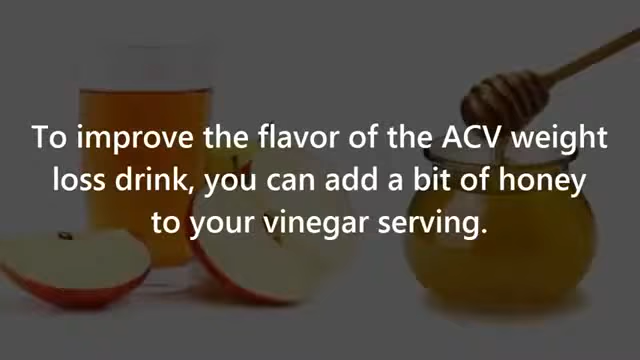 To improve the flavor of the ACV weight
loss drink, you can add a bit of honey
to your vinegar serving.